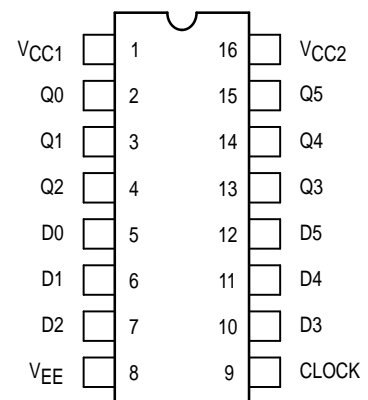 VCC1 1 16 VCC2
Q0 2 15 Q5
Q1 3 14 Q4
Q2 4 13 Q3
D0 5 12 D5
D1 6 11 D4
D2 7 10 D3
VEE 8 9 CLOCK